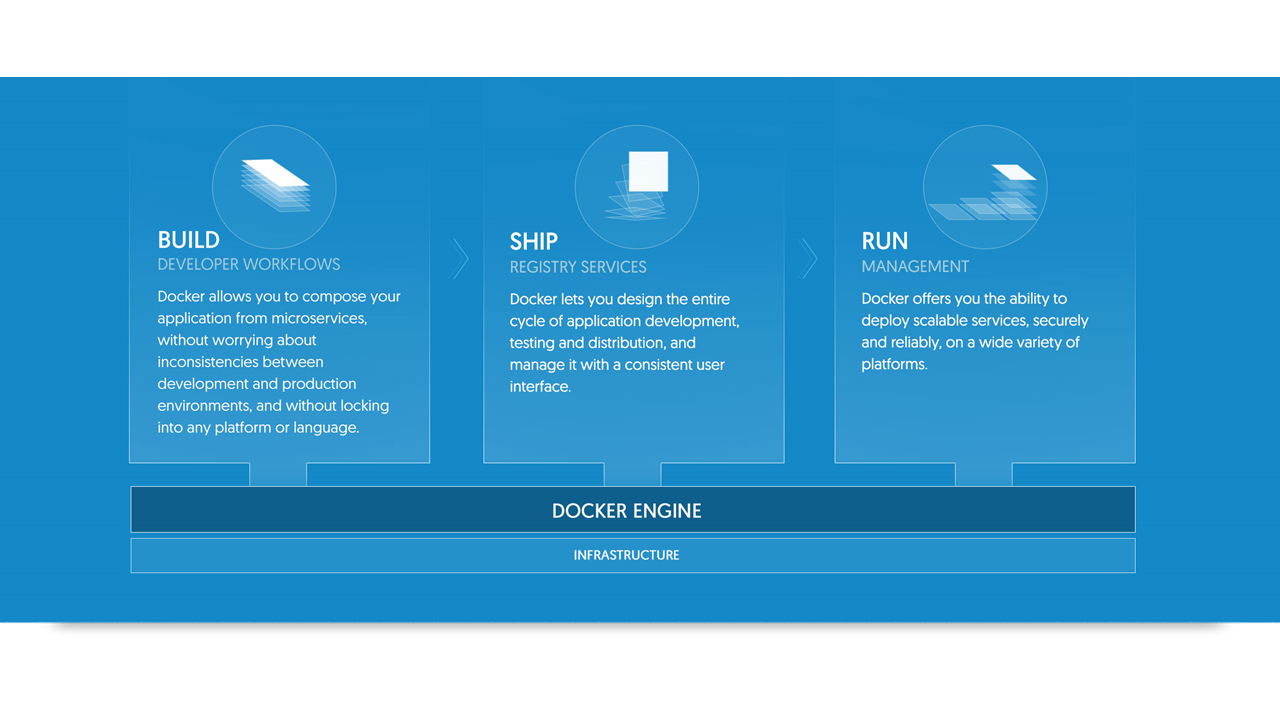 BUILD
DEVELOPER WORKFLOWS
Docker allows you to compose your
application from microservices,
without worrying about
inconsistencies between
development and production
environments, and without locking
into any platform or language.
SHIP
REGISTRY SERVICES
Docker lets you design the entire
cycle of application development,
testing and distribution, and
manage it with a consistent user
interface.
RUN
MANAGEMENT
Docker offers you the ability to
deploy scalable services, securely
and reliably, on a wide variety of
platforms.
DOCKER ENGINE
INFRASTRUCTURE